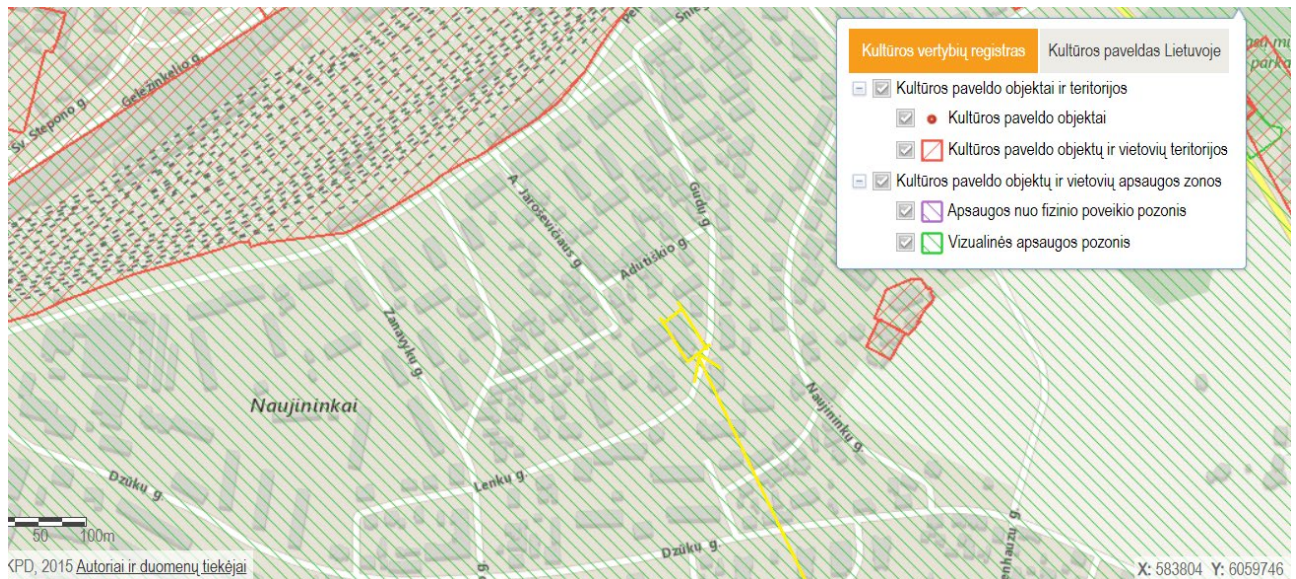 Kultūros vertybių registras
Kultūros paveldas Lietuvoje
Kultūros paveldo objektai ir teritorijos
Kultūros paveldo objektai
Kultūros paveldo objektų ir vietovių teritorijos
Kultūros paveldo objektų ir vietovių apsaugos zonos
Apsaugos nuo fizinio poveikio pozonis
Vizualinės apsaugos pozonis
Geležinkelio g.
Sv. Stepono g.
A. Jaroševičiaus g.
Gudų g.
Adutiškio g.
Zanavykų g.
Naujininkai
Naujininkų g.
Lenkų g.
Dzūkų g.
Dzūkų g.
enhauzų g.
50 100m
KPD, 2015 Autoriai ir duomenų tiekėjai
X: 583804 Y: 6059746